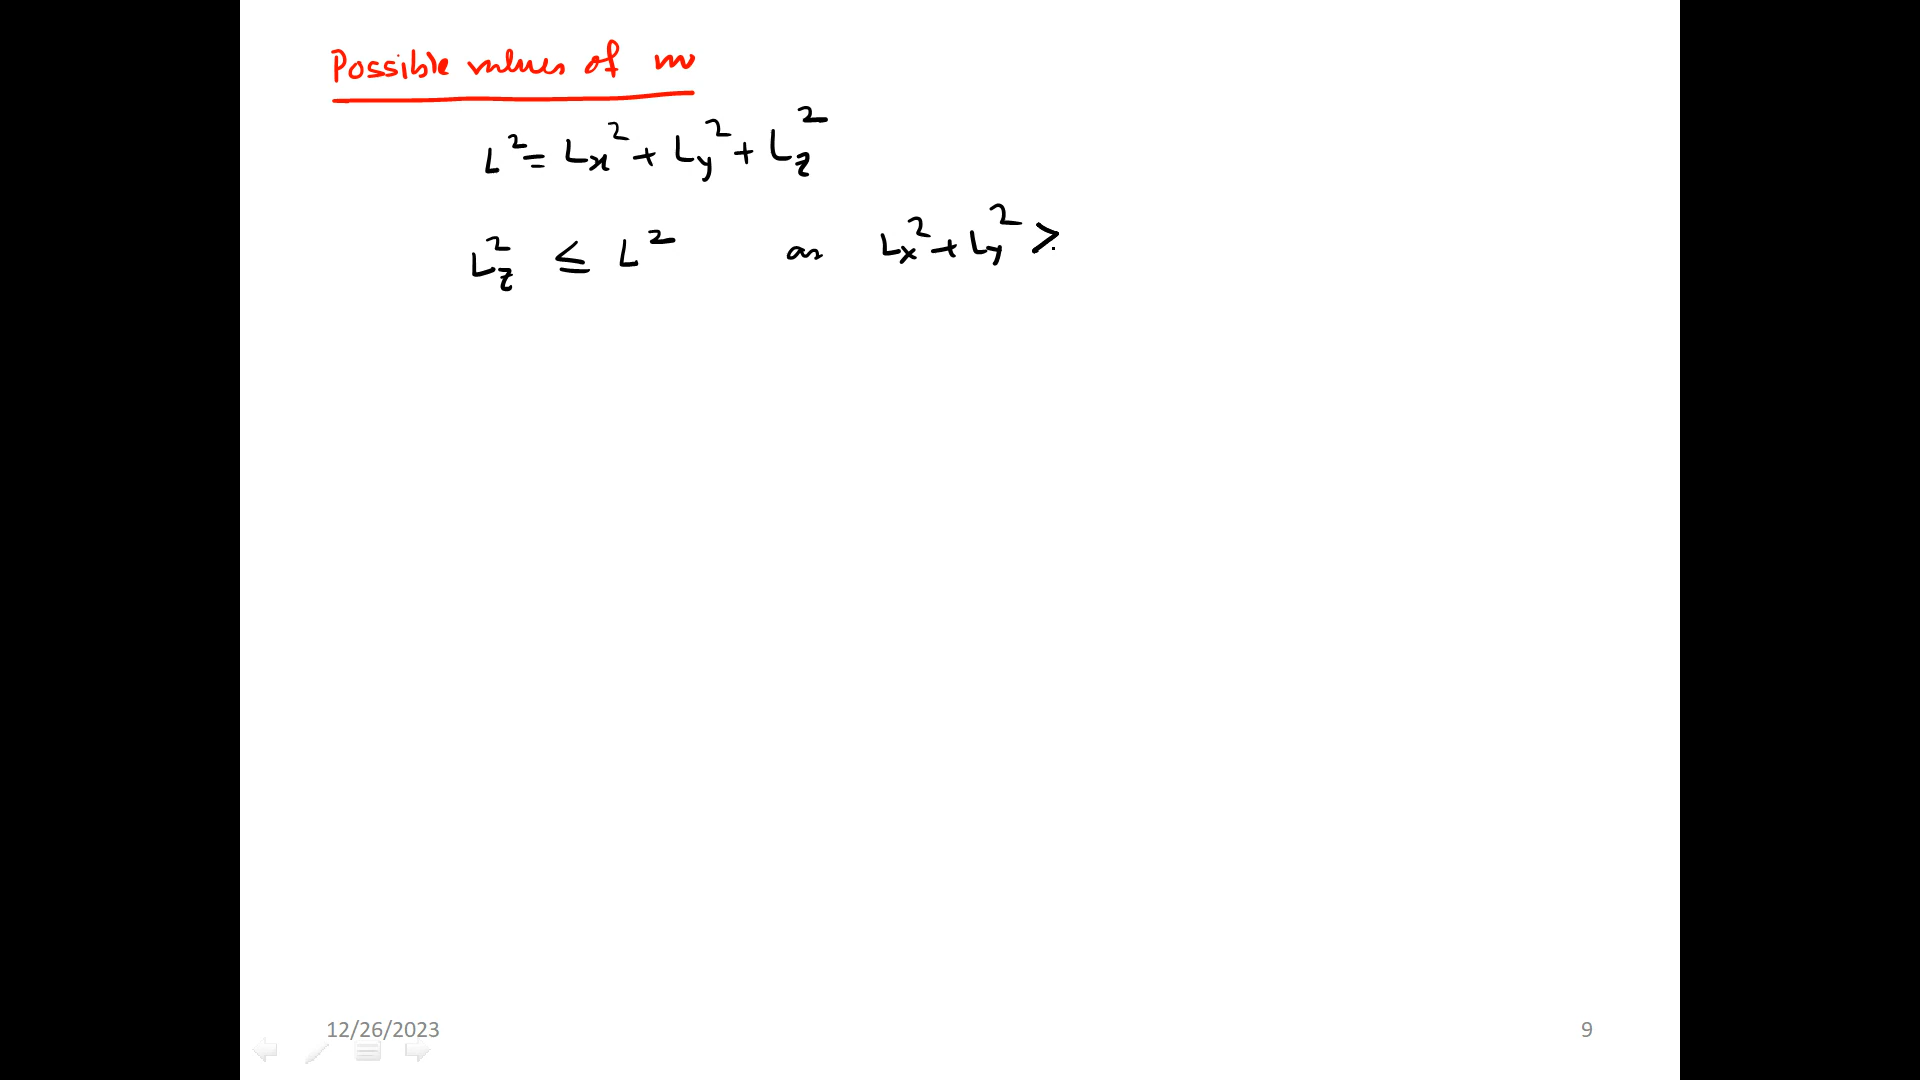 Possible values of m
L² = Lx² + Ly² + Lz²
Lz² ≤ L² as Lx² + Ly² >
12/26/2023
9